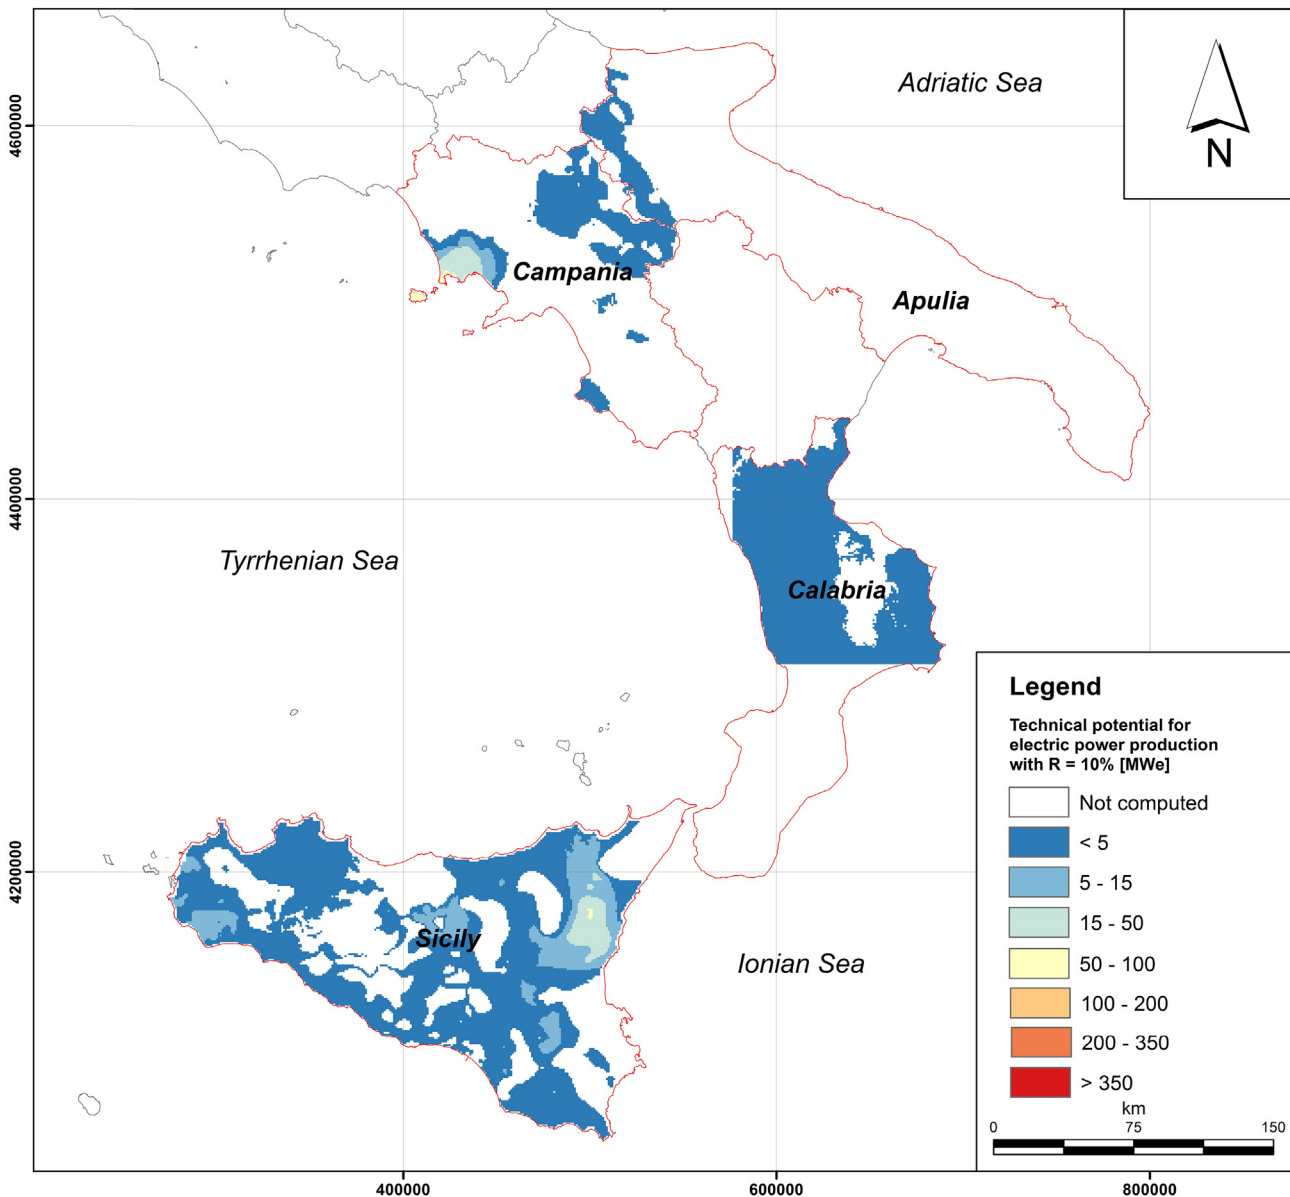 Adriatic Sea
N
4600000
Campania
Apulia
4400000
Tyrrhenian Sea
Calabria
4200000
Sicily
Ionian Sea
Legend
Technical potential for
electric power production
with R = 10% [MWe]
Not computed
< 5
5 - 15
15 - 50
50 - 100
100 - 200
200 - 350
> 350
km
0 75 150
400000 600000 800000